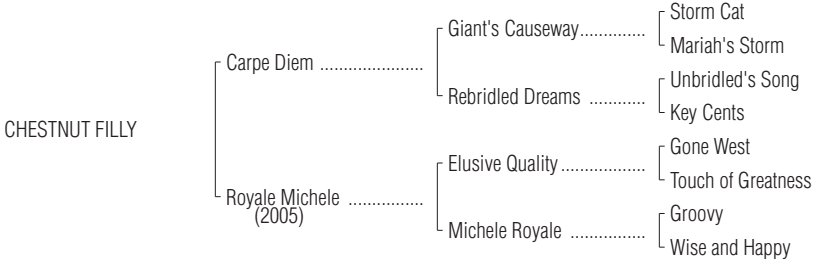 Storm Cat
Giant's Causeway..............
Mariah's Storm
Carpe Diem ......................
Unbridled's Song
Rebridled Dreams ............
Key Cents
CHESTNUT FILLY
Gone West
Elusive Quality ..................
Touch of Greatness
Royale Michele ................
(2005)
Groovy
Michele Royale ................
Wise and Happy